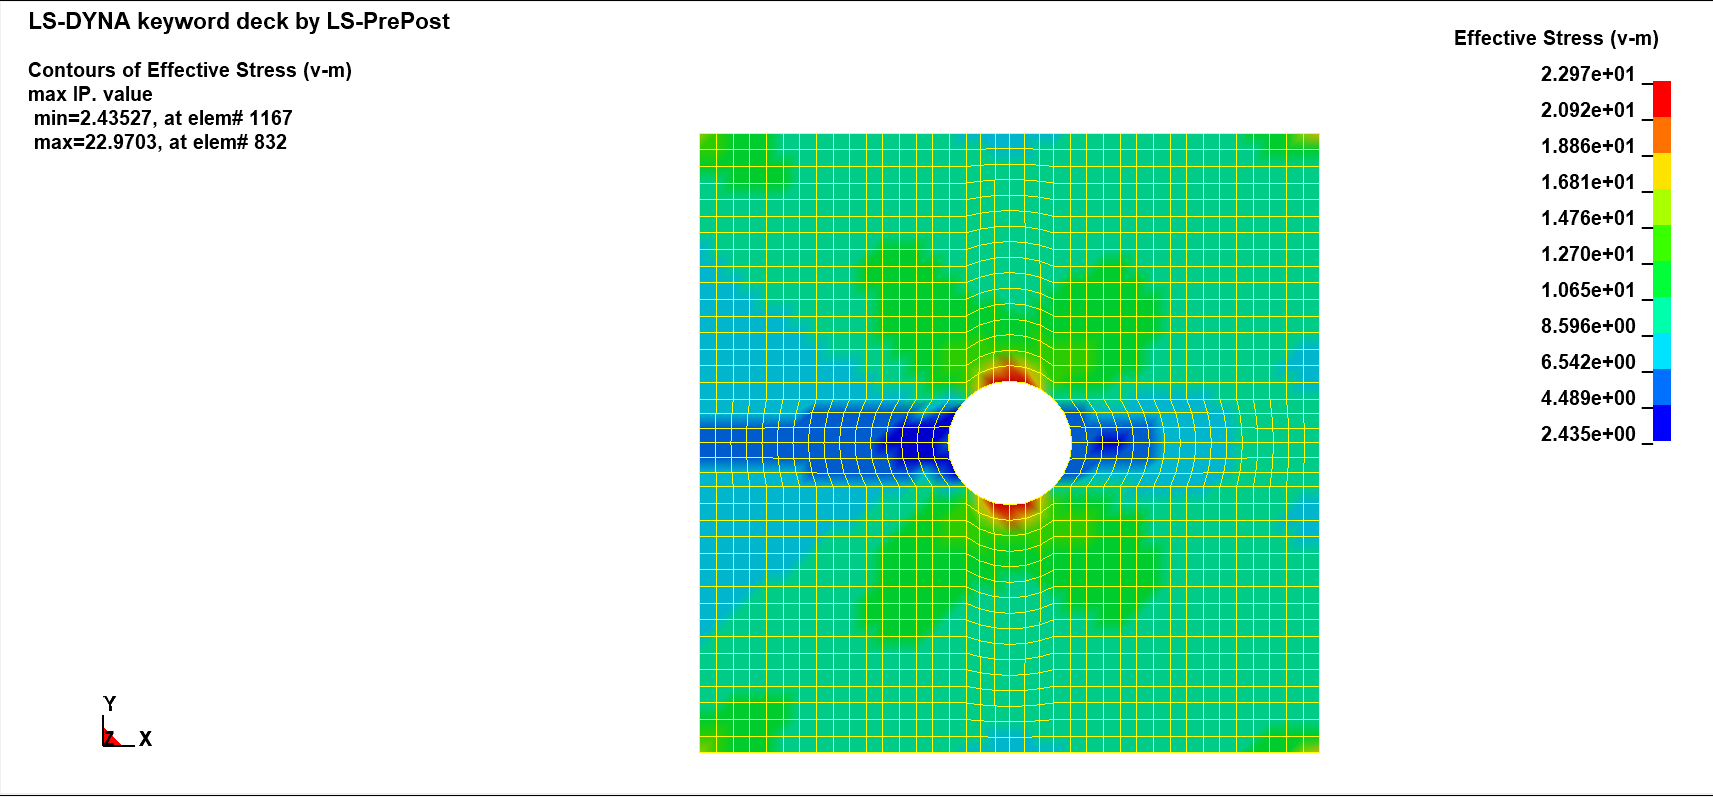 LS-DYNA keyword deck by LS-PrePost
Contours of Effective Stress (v-m)
max IP. value
min=2.43527, at elem# 1167
max=22.9703, at elem# 832
Effective Stress (v-m)
2.297e+01
2.092e+01
1.886e+01
1.681e+01
1.476e+01
1.270e+01
1.065e+01
8.596e+00
6.542e+00
4.489e+00
2.435e+00
Y
Z X